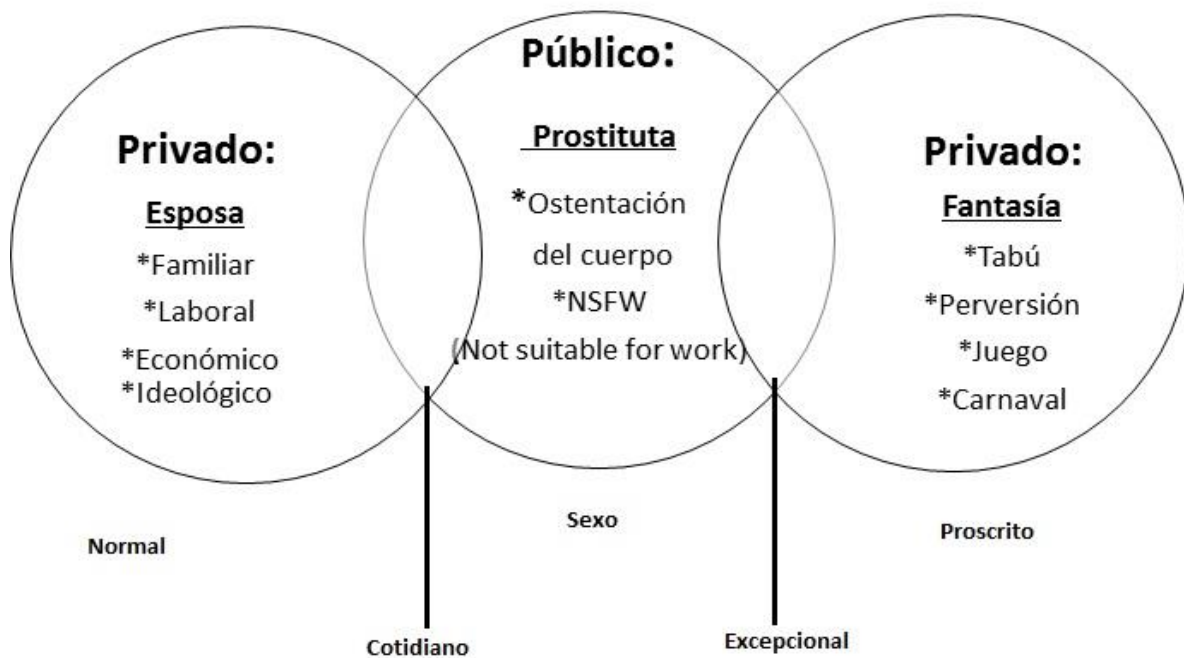 Privado:
Esposa
*Familiar
*Laboral
*Económico
*Ideológico
Normal
Público:
Prostituta
*Ostentación
del cuerpo
*NSFW
(Not suitable for work)
Sexo
Privado:
Fantasía
*Tabú
*Perversión
*Juego
*Carnaval
Proscrito
Cotidiano
Excepcional